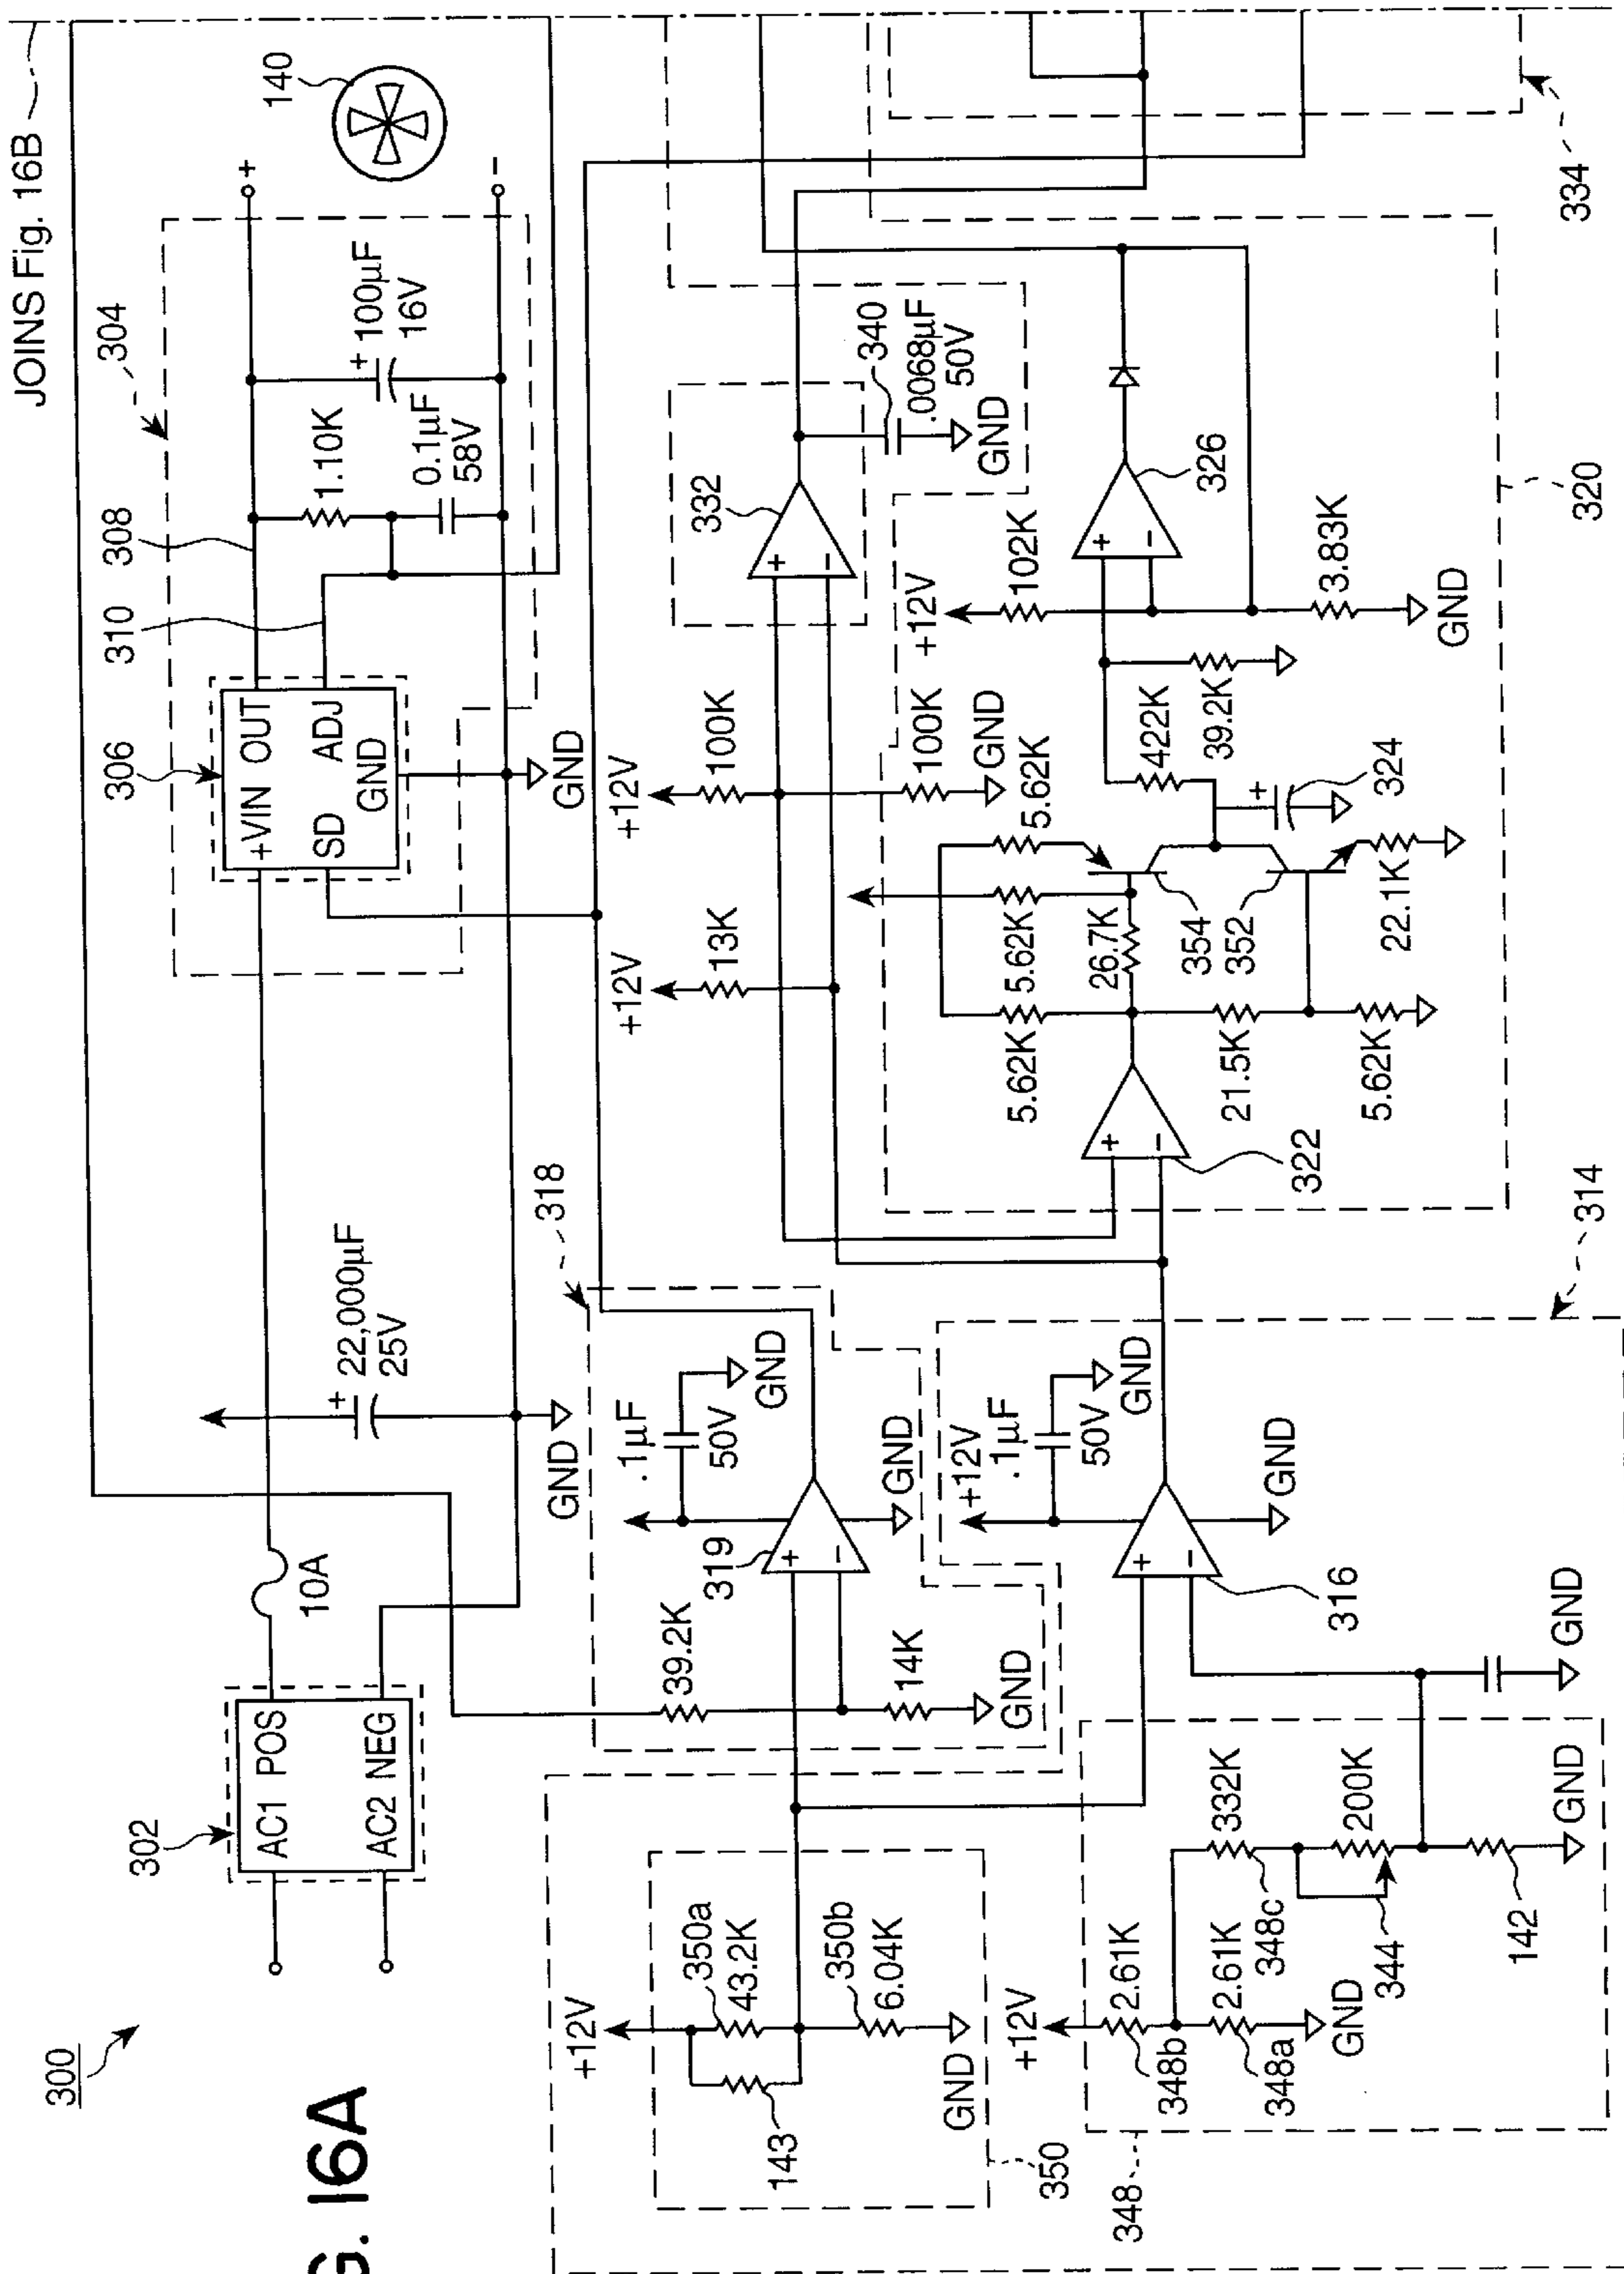 JOINS Fig. 16B
300
G. 16A
302
AC1 POS
AC2 NEG
10A
22,000µF
25V
+
GND
306
+VIN OUT
SD ADJ
GND
GND
310
308
304
1.10K
0.1µF
58V
+
100µF
16V
+
-
140
318
.1µF
50V
GND
319
+
-
GND
39.2K
14K
GND
+12V
350a
43.2K
143
350b
6.04K
GND
350
+12V
13K
+12V
100K
100K
GND
332
+
-
340
.0068µF
50V
GND
314
+12V
.1µF
50V
GND
+
-
GND
316
GND
348
+12V
2.61K
348b
2.61K
348a
GND
332K
348c
200K
344
142
GND
320
322
+
-
5.62K
5.62K
5.62K
26.7K
21.5K
5.62K
354
352
22.1K
+
324
422K
39.2K
+12V
102K
+
-
326
3.83K
GND
334